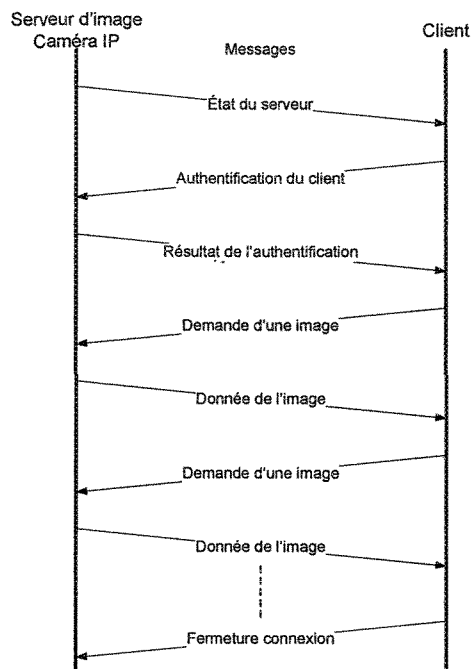 Serveur d'image
Caméra IP
Messages
Client
État du serveur
Authentification du client
Résultat de l'authentification
Demande d'une image
Donnée de l'image
Demande d'une image
Donnée de l'image
Fermeture connexion